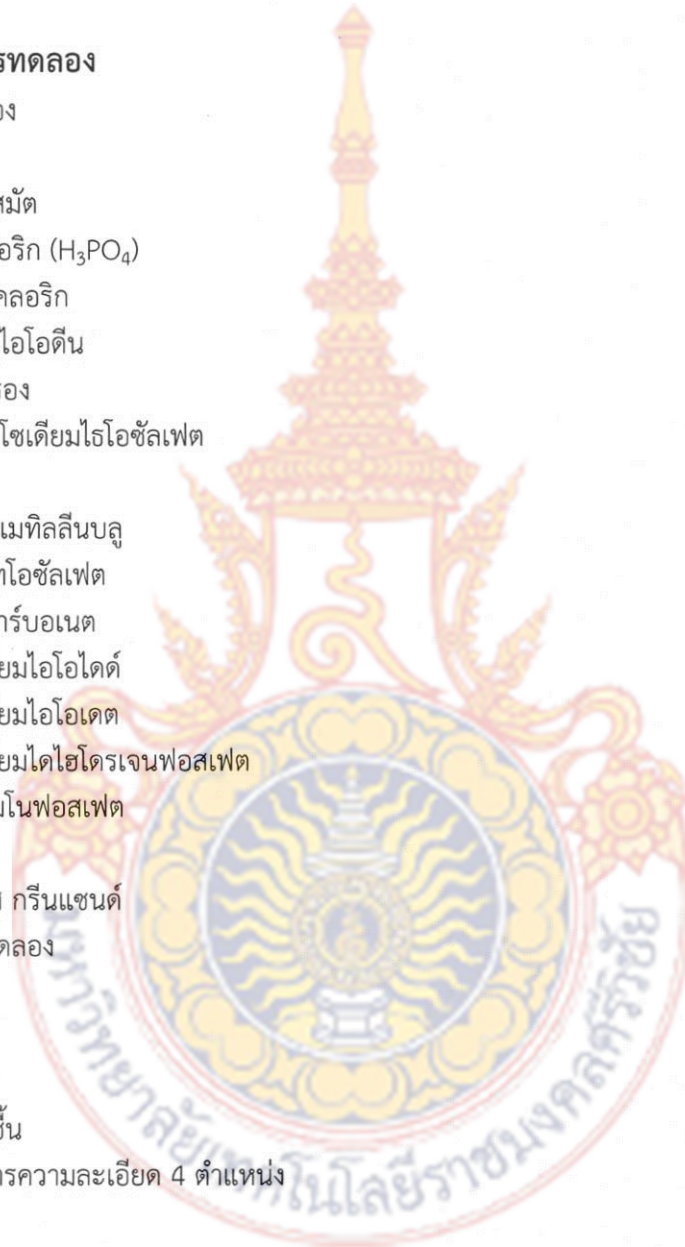 รทดลอง
อง
สมัต
อริก (H₃PO₄)
คลอริก
ไอโอดีน
รอง
โซเดียมไธโอซัลเฟต
เมทิลลีนบลู
ทโอซัลเฟต
าร์บอเนต
ยมไอโอไดด์
ยมไอโอเดต
ยมไดไฮโดรเจนฟอสเฟต
มโนฟอสเฟต
ส กรีนแซนด์
ดลอง
ชื้น
ารความละเอียด 4 ตำแหน่ง
มหาวิทยาลัยเทคโนโลยีราชมงคลศรีวิชัย